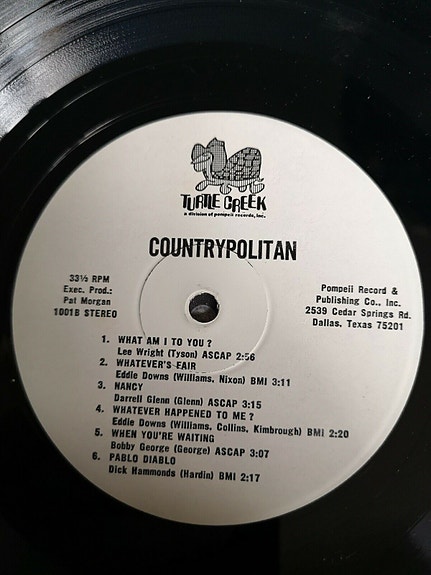 TURTLE CREEK
a division of pompeii records, inc.
COUNTRYPOLITAN
33⅓ RPM
Exec. Prod.:
Pat Morgan
1001B STEREO
Pompeii Record &
Publishing Co., Inc.
2539 Cedar Springs Rd.
Dallas, Texas 75201
1. WHAT AM I TO YOU?
Lee Wright (Tyson) ASCAP 2:56
2. WHATEVER'S FAIR
Eddie Downs (Williams, Nixon) BMI 3:11
3. NANCY
Darrell Glenn (Glenn) ASCAP 3:15
4. WHATEVER HAPPENED TO ME?
Eddie Downs (Williams, Collins, Kimbrough) BMI 2:20
5. WHEN YOU'RE WAITING
Bobby George (George) ASCAP 3:07
6. PABLO DIABLO
Dick Hammonds (Hardin) BMI 2:17